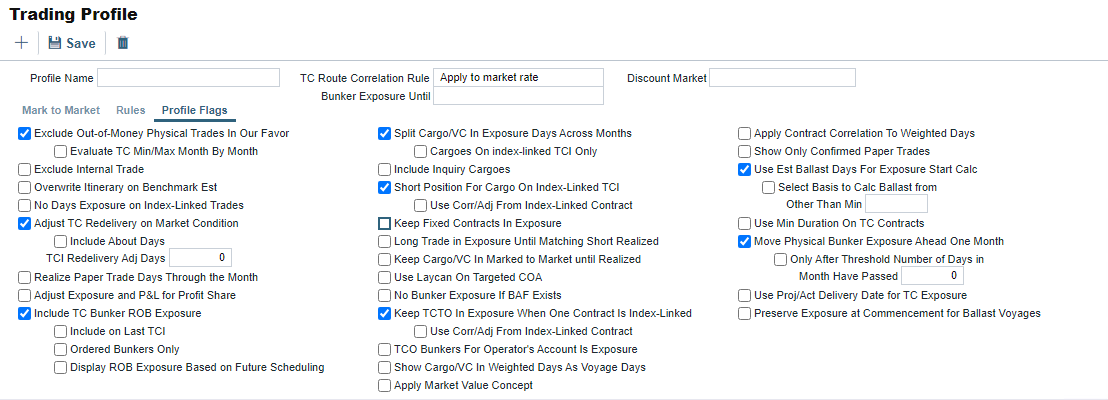 Trading Profile
Save
Profile Name
TC Route Correlation Rule Apply to market rate
Discount Market
Bunker Exposure Until
Mark to Market Rules Profile Flags
Exclude Out-of-Money Physical Trades In Our Favor
Evaluate TC Min/Max Month By Month
Exclude Internal Trade
Overwrite Itinerary on Benchmark Est
No Days Exposure on Index-Linked Trades
Adjust TC Redelivery on Market Condition
Include About Days
TCI Redelivery Adj Days 0
Realize Paper Trade Days Through the Month
Adjust Exposure and P&L for Profit Share
Include TC Bunker ROB Exposure
Include on Last TCI
Ordered Bunkers Only
Display ROB Exposure Based on Future Scheduling
Split Cargo/VC In Exposure Days Across Months
Cargoes On index-linked TCI Only
Include Inquiry Cargoes
Short Position For Cargo On Index-Linked TCI
Use Corr/Adj From Index-Linked Contract
Keep Fixed Contracts In Exposure
Long Trade in Exposure Until Matching Short Realized
Keep Cargo/VC In Marked to Market until Realized
Use Laycan On Targeted COA
No Bunker Exposure If BAF Exists
Keep TCTO In Exposure When One Contract Is Index-Linked
Use Corr/Adj From Index-Linked Contract
TCO Bunkers For Operator's Account Is Exposure
Show Cargo/VC In Weighted Days As Voyage Days
Apply Market Value Concept
Apply Contract Correlation To Weighted Days
Show Only Confirmed Paper Trades
Use Est Ballast Days For Exposure Start Calc
Select Basis to Calc Ballast from
Other Than Min
Use Min Duration On TC Contracts
Move Physical Bunker Exposure Ahead One Month
Only After Threshold Number of Days in
Month Have Passed 0
Use Proj/Act Delivery Date for TC Exposure
Preserve Exposure at Commencement for Ballast Voyages